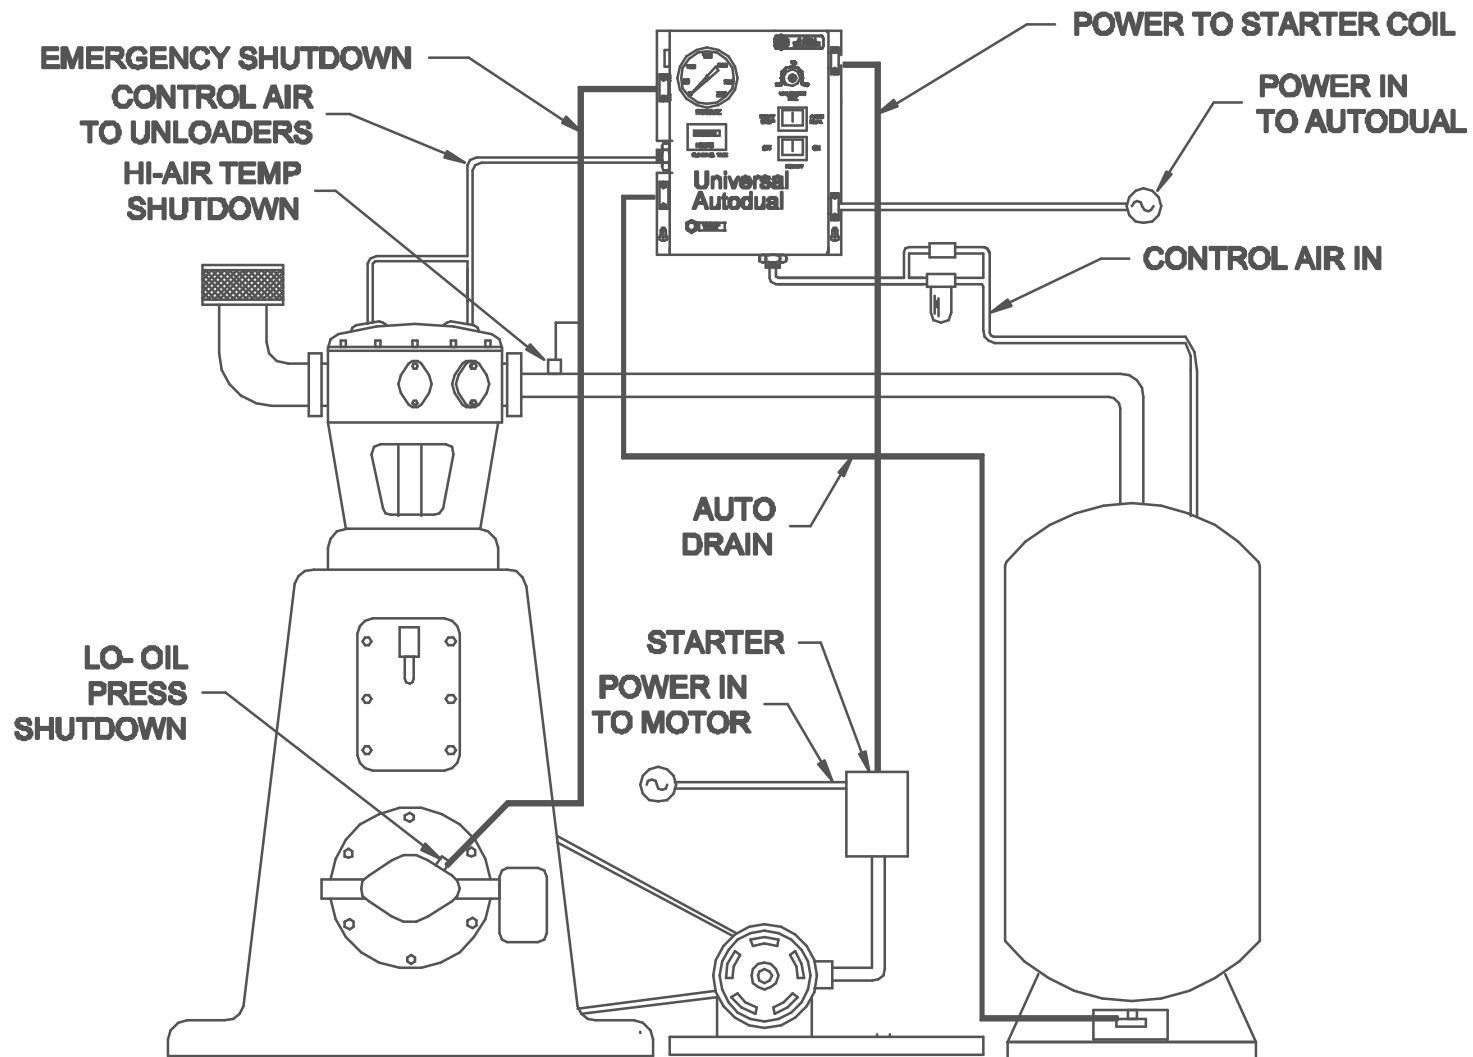 POWER TO STARTER COIL
EMERGENCY SHUTDOWN
CONTROL AIR
TO UNLOADERS
HI-AIR TEMP
SHUTDOWN
POWER IN
TO AUTODUAL
Universal
Autodual
CONTROL AIR IN
AUTO
DRAIN
STARTER
POWER IN
TO MOTOR
LO- OIL
PRESS
SHUTDOWN